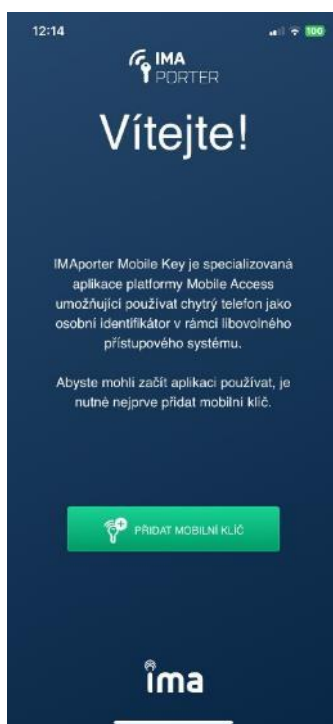 12:14
100
IMA
PORTER
Vítejte!
IMAporter Mobile Key je specializovaná
aplikace platformy Mobile Access
umožňující používat chytrý telefon jako
osobní identifikátor v rámci libovolného
přístupového systému.
Abyste mohli začít aplikaci používat, je
nutné nejprve přidat mobilní klíč.
PŘIDAT MOBILNÍ KLÍČ
ima